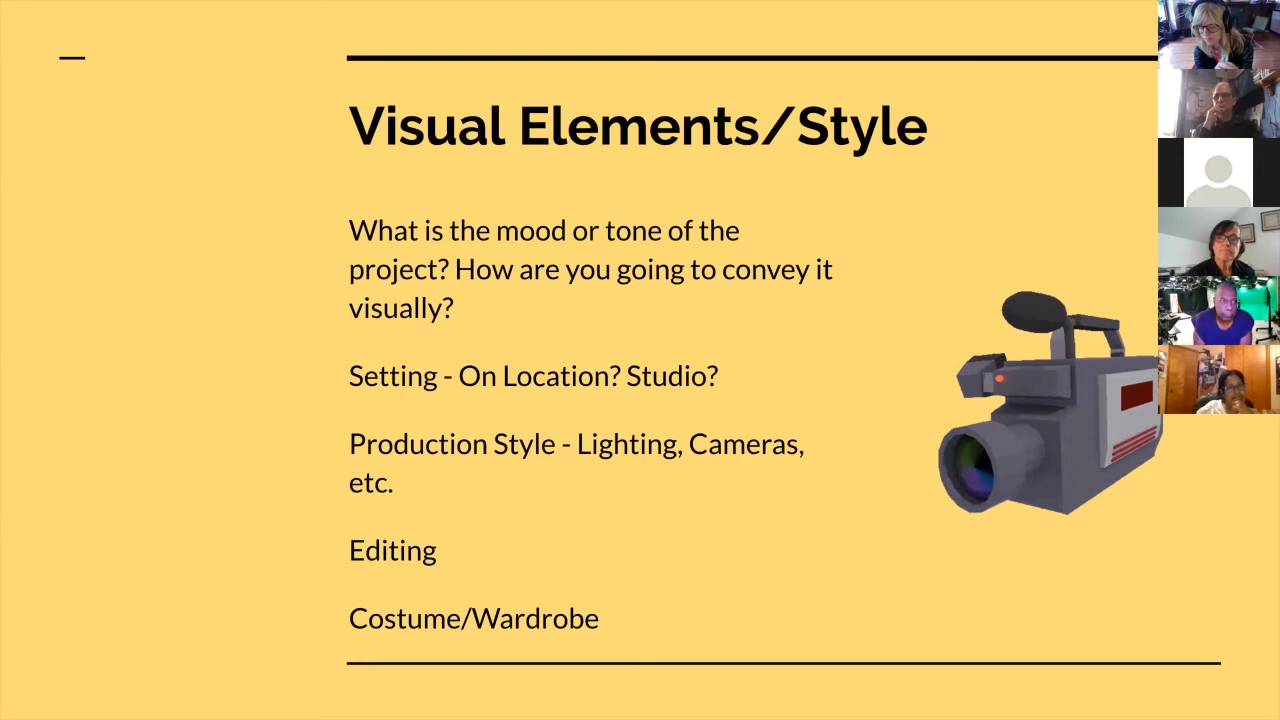 Visual Elements/Style
What is the mood or tone of the
project? How are you going to convey it
visually?
Setting - On Location? Studio?
Production Style - Lighting, Cameras,
etc.
Editing
Costume/Wardrobe